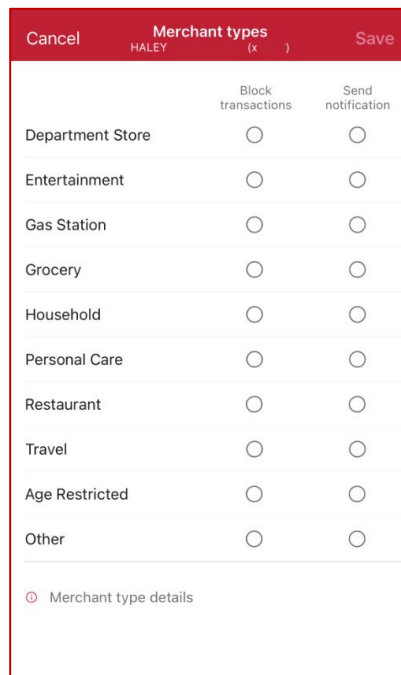 Cancel Merchant types Save
HALEY (x )
Block transactions Send notification
Department Store
Entertainment
Gas Station
Grocery
Household
Personal Care
Restaurant
Travel
Age Restricted
Other
Merchant type details